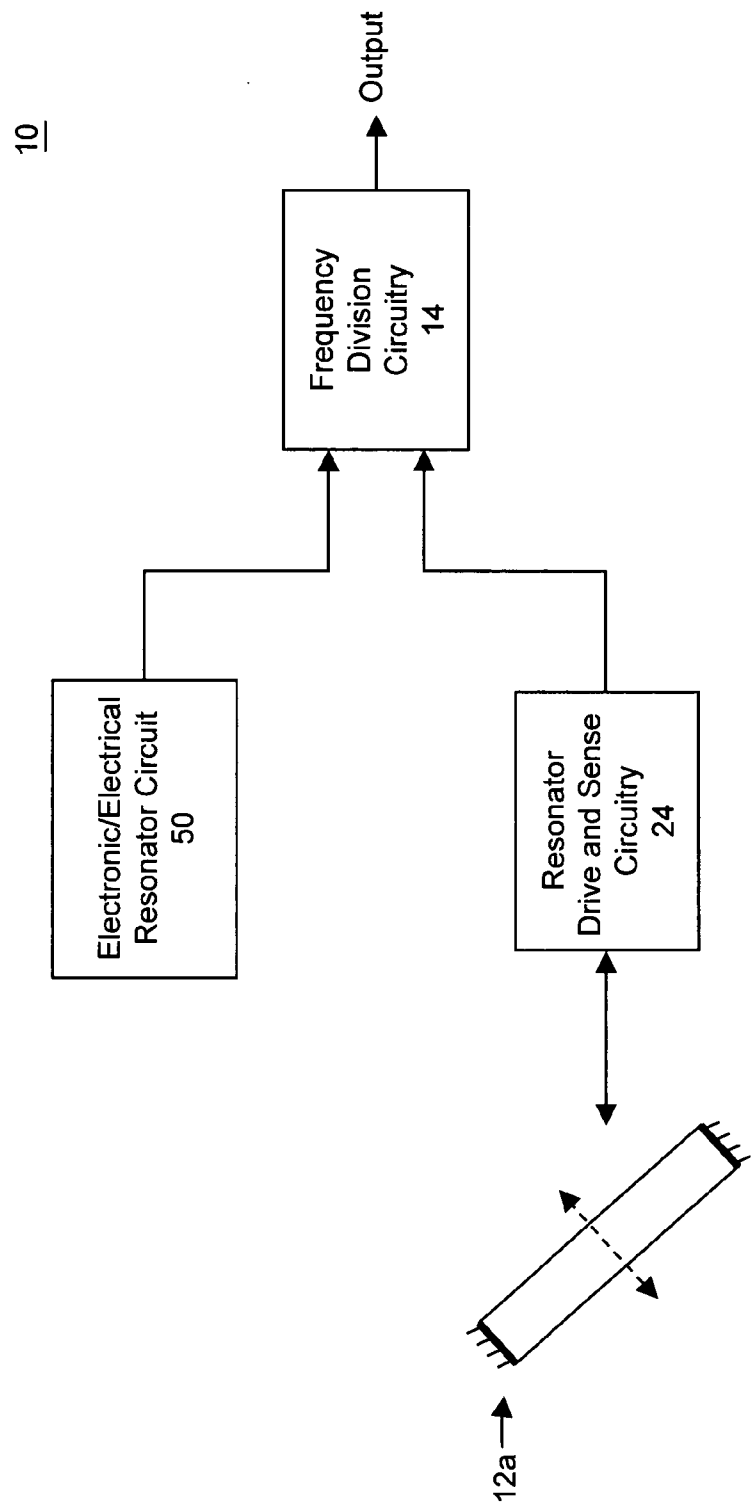 10
Electronic/Electrical
Resonator Circuit
50
Frequency
Division
Circuitry
14
Output
12a
Resonator
Drive and Sense
Circuitry
24